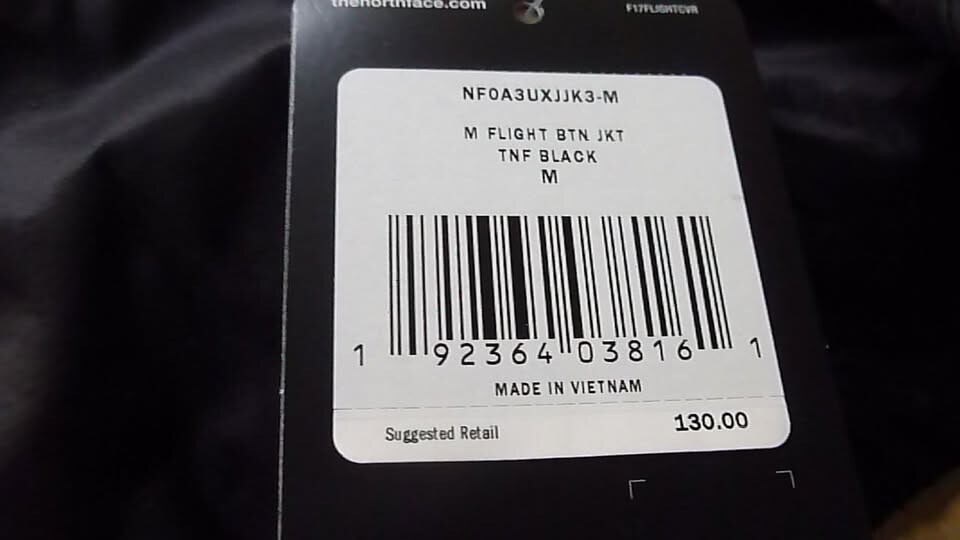 thenorthface.com
F17FLIGHTCVR
NF0A3UXJJK3-M
M FLIGHT BTN JKT
TNF BLACK
M
1 92364 03816 1
MADE IN VIETNAM
Suggested Retail 130.00